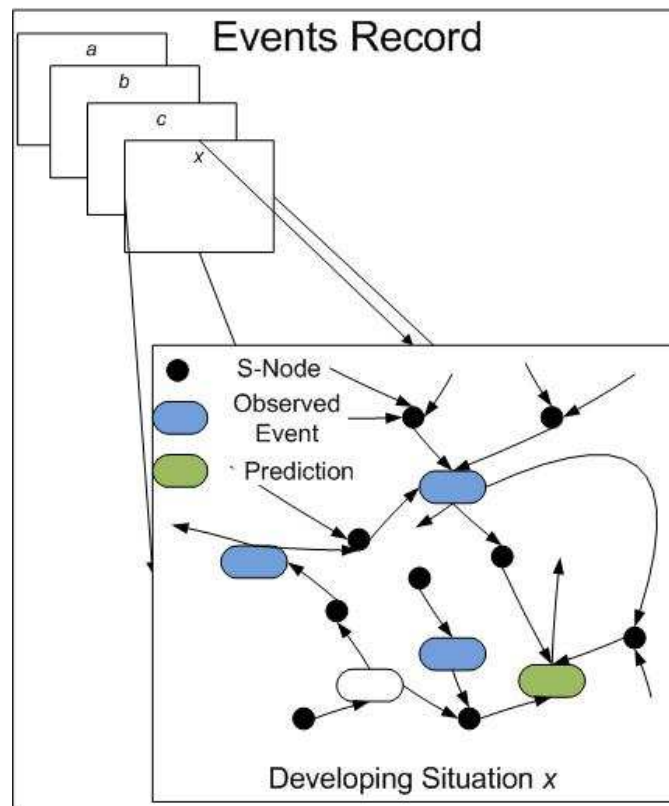 Events Record
a
b
c
x
S-Node
Observed
Event
Prediction
Developing Situation x